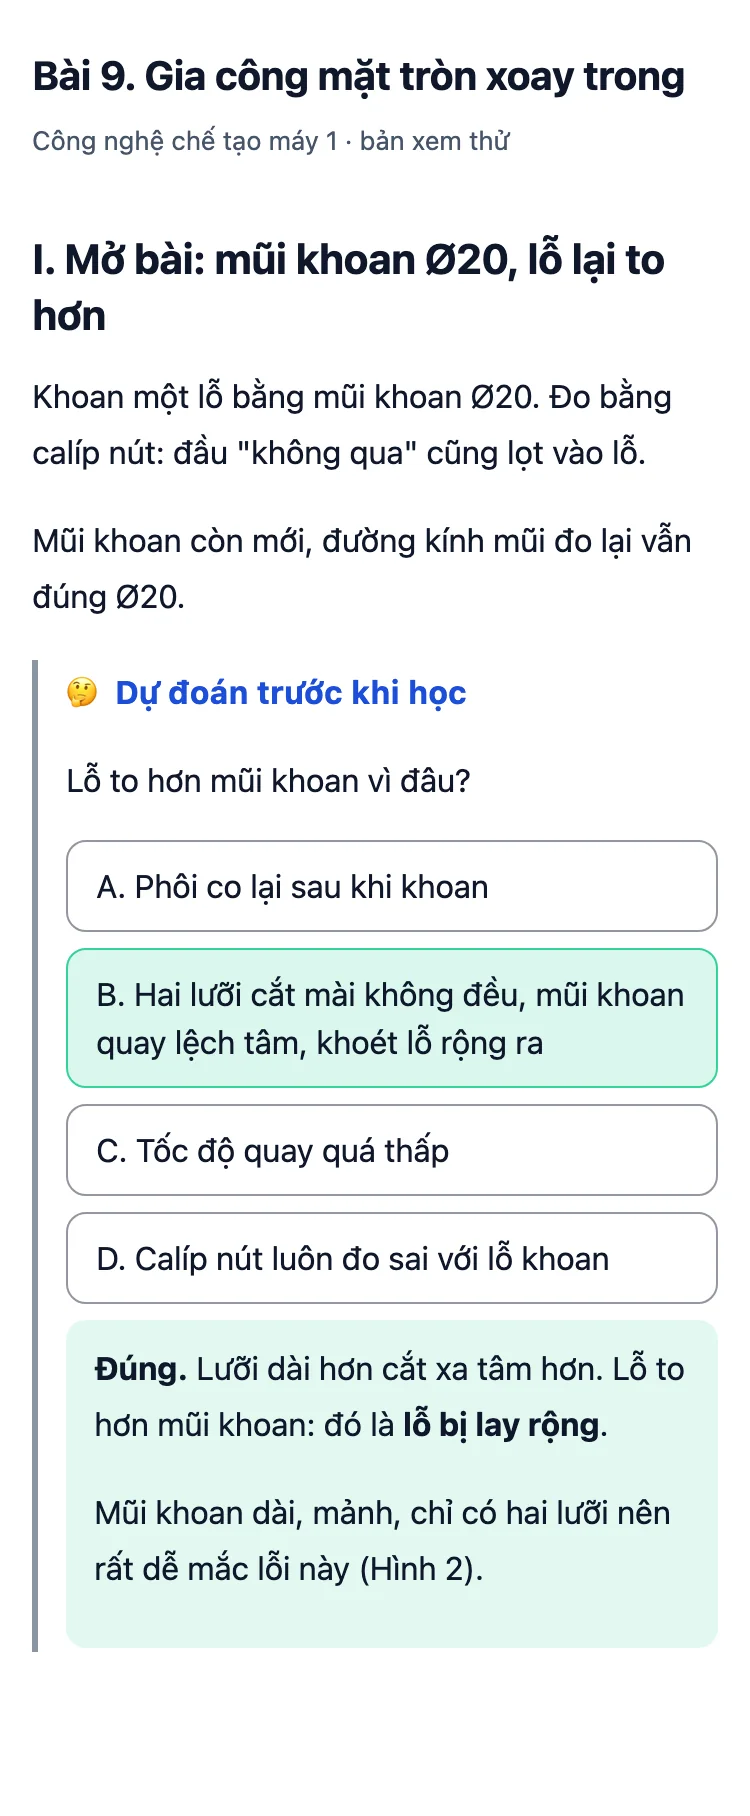 Bài 9. Gia công mặt tròn xoay trong
Công nghệ chế tạo máy 1 · bản xem thử
I. Mở bài: mũi khoan Ø20, lỗ lại to
hơn
Khoan một lỗ bằng mũi khoan Ø20. Đo bằng
calíp nút: đầu "không qua" cũng lọt vào lỗ.
Mũi khoan còn mới, đường kính mũi đo lại vẫn
đúng Ø20.
🤔 Dự đoán trước khi học
Lỗ to hơn mũi khoan vì đâu?
A. Phôi co lại sau khi khoan
B. Hai lưỡi cắt mài không đều, mũi khoan
quay lệch tâm, khoét lỗ rộng ra
C. Tốc độ quay quá thấp
D. Calíp nút luôn đo sai với lỗ khoan
Đúng. Lưỡi dài hơn cắt xa tâm hơn. Lỗ to
hơn mũi khoan: đó là lỗ bị lay rộng.
Mũi khoan dài, mảnh, chỉ có hai lưỡi nên
rất dễ mắc lỗi này (Hình 2).